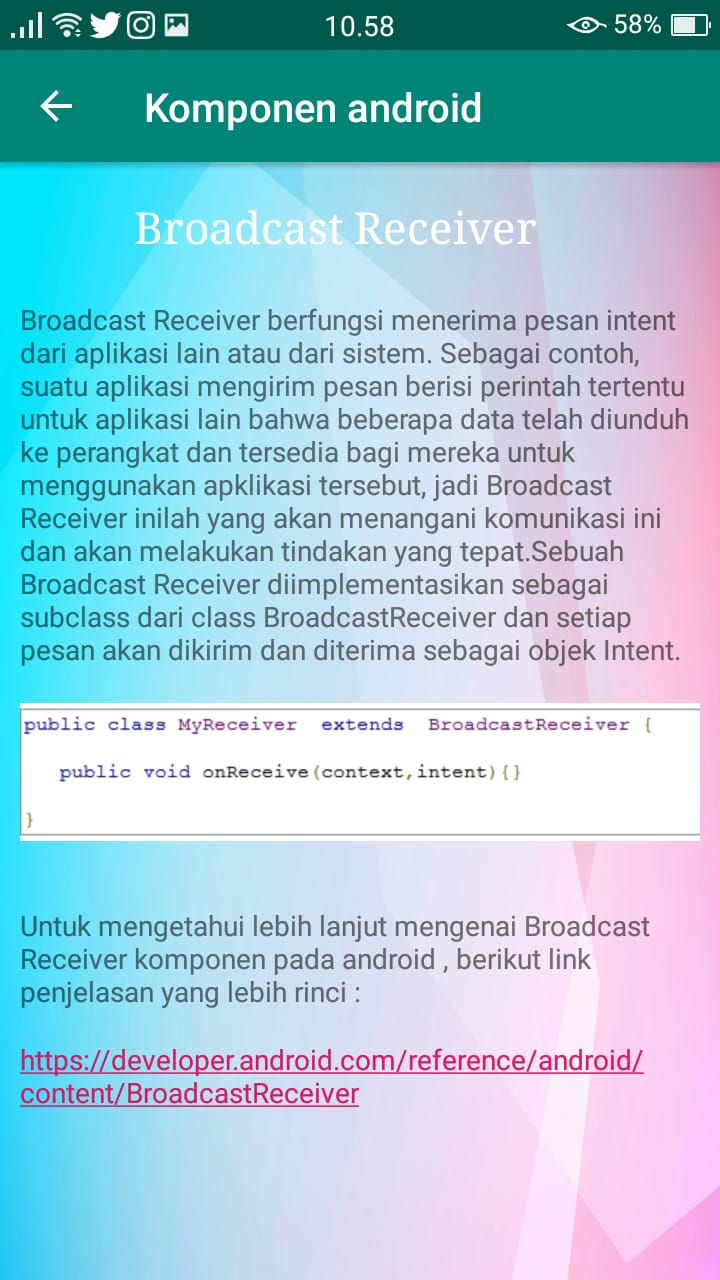 10.58
58%
Komponen android
Broadcast Receiver
Broadcast Receiver berfungsi menerima pesan intent
dari aplikasi lain atau dari sistem. Sebagai contoh,
suatu aplikasi mengirim pesan berisi perintah tertentu
untuk aplikasi lain bahwa beberapa data telah diunduh
ke perangkat dan tersedia bagi mereka untuk
menggunakan apklikasi tersebut, jadi Broadcast
Receiver inilah yang akan menangani komunikasi ini
dan akan melakukan tindakan yang tepat.Sebuah
Broadcast Receiver diimplementasikan sebagai
subclass dari class BroadcastReceiver dan setiap
pesan akan dikirim dan diterima sebagai objek Intent.
public class MyReceiver  extends  BroadcastReceiver {
   public void onReceive(context,intent){}
}
Untuk mengetahui lebih lanjut mengenai Broadcast
Receiver komponen pada android , berikut link
penjelasan yang lebih rinci :
https://developer.android.com/reference/android/
content/BroadcastReceiver